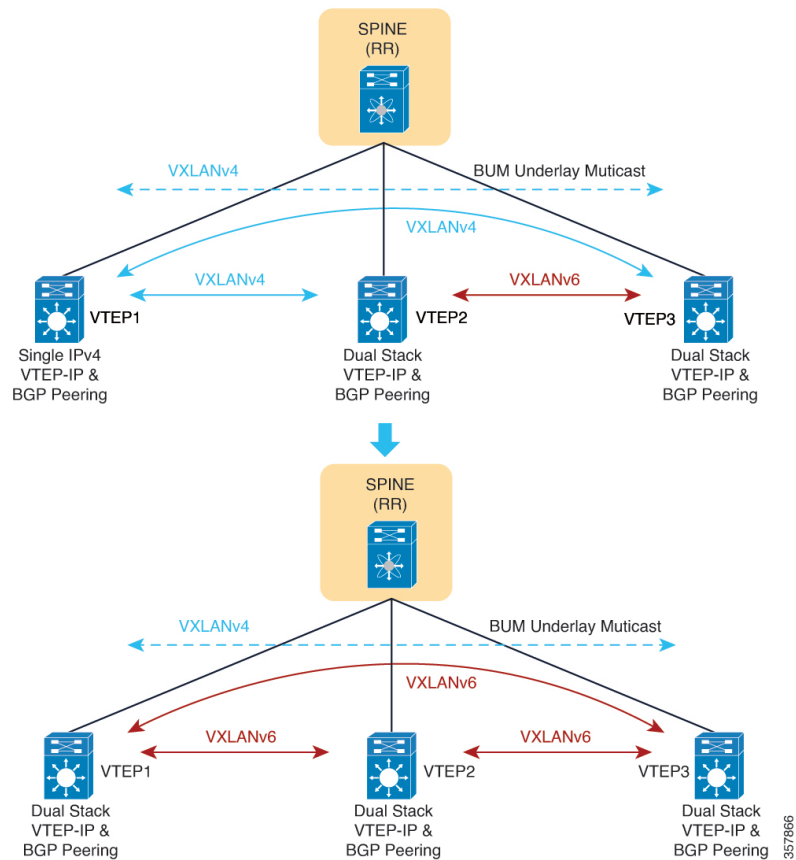 SPINE
(RR)
VXLANv4
BUM Underlay Muticast
VXLANv4
VXLANv4
VXLANv6
VTEP1
VTEP2
VTEP3
Single IPv4
VTEP-IP &
BGP Peering
Dual Stack
VTEP-IP &
BGP Peering
Dual Stack
VTEP-IP &
BGP Peering
SPINE
(RR)
VXLANv4
BUM Underlay Muticast
VXLANv6
VXLANv6
VXLANv6
VTEP1
VTEP2
VTEP3
Dual Stack
VTEP-IP &
BGP Peering
Dual Stack
VTEP-IP &
BGP Peering
Dual Stack
VTEP-IP &
BGP Peering
357866